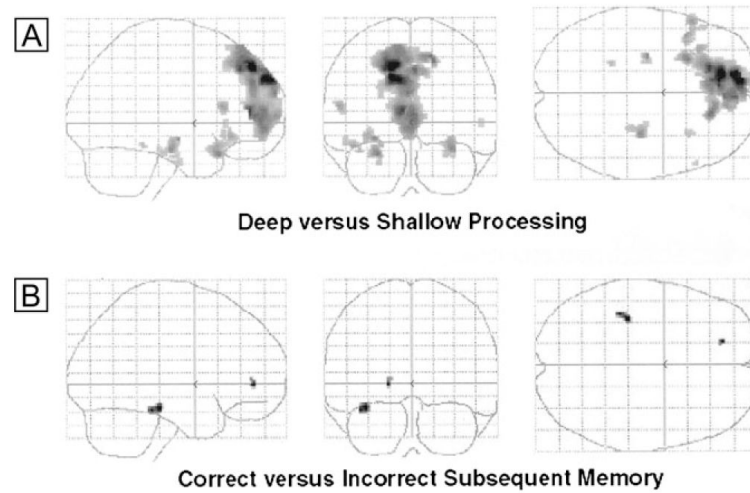 A
Deep versus Shallow Processing
B
Correct versus Incorrect Subsequent Memory